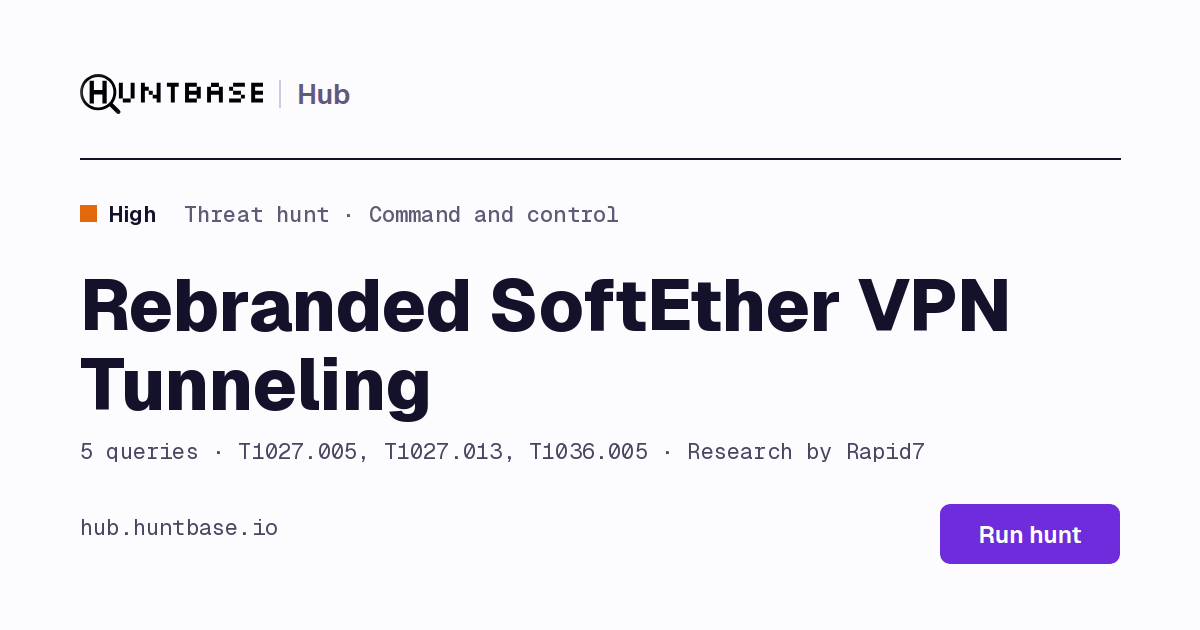 HUNTBASE | Hub
High Threat hunt · Command and control
Rebranded SoftEther VPN
Tunneling
5 queries · T1027.005, T1027.013, T1036.005 · Research by Rapid7
hub.huntbase.io
Run hunt